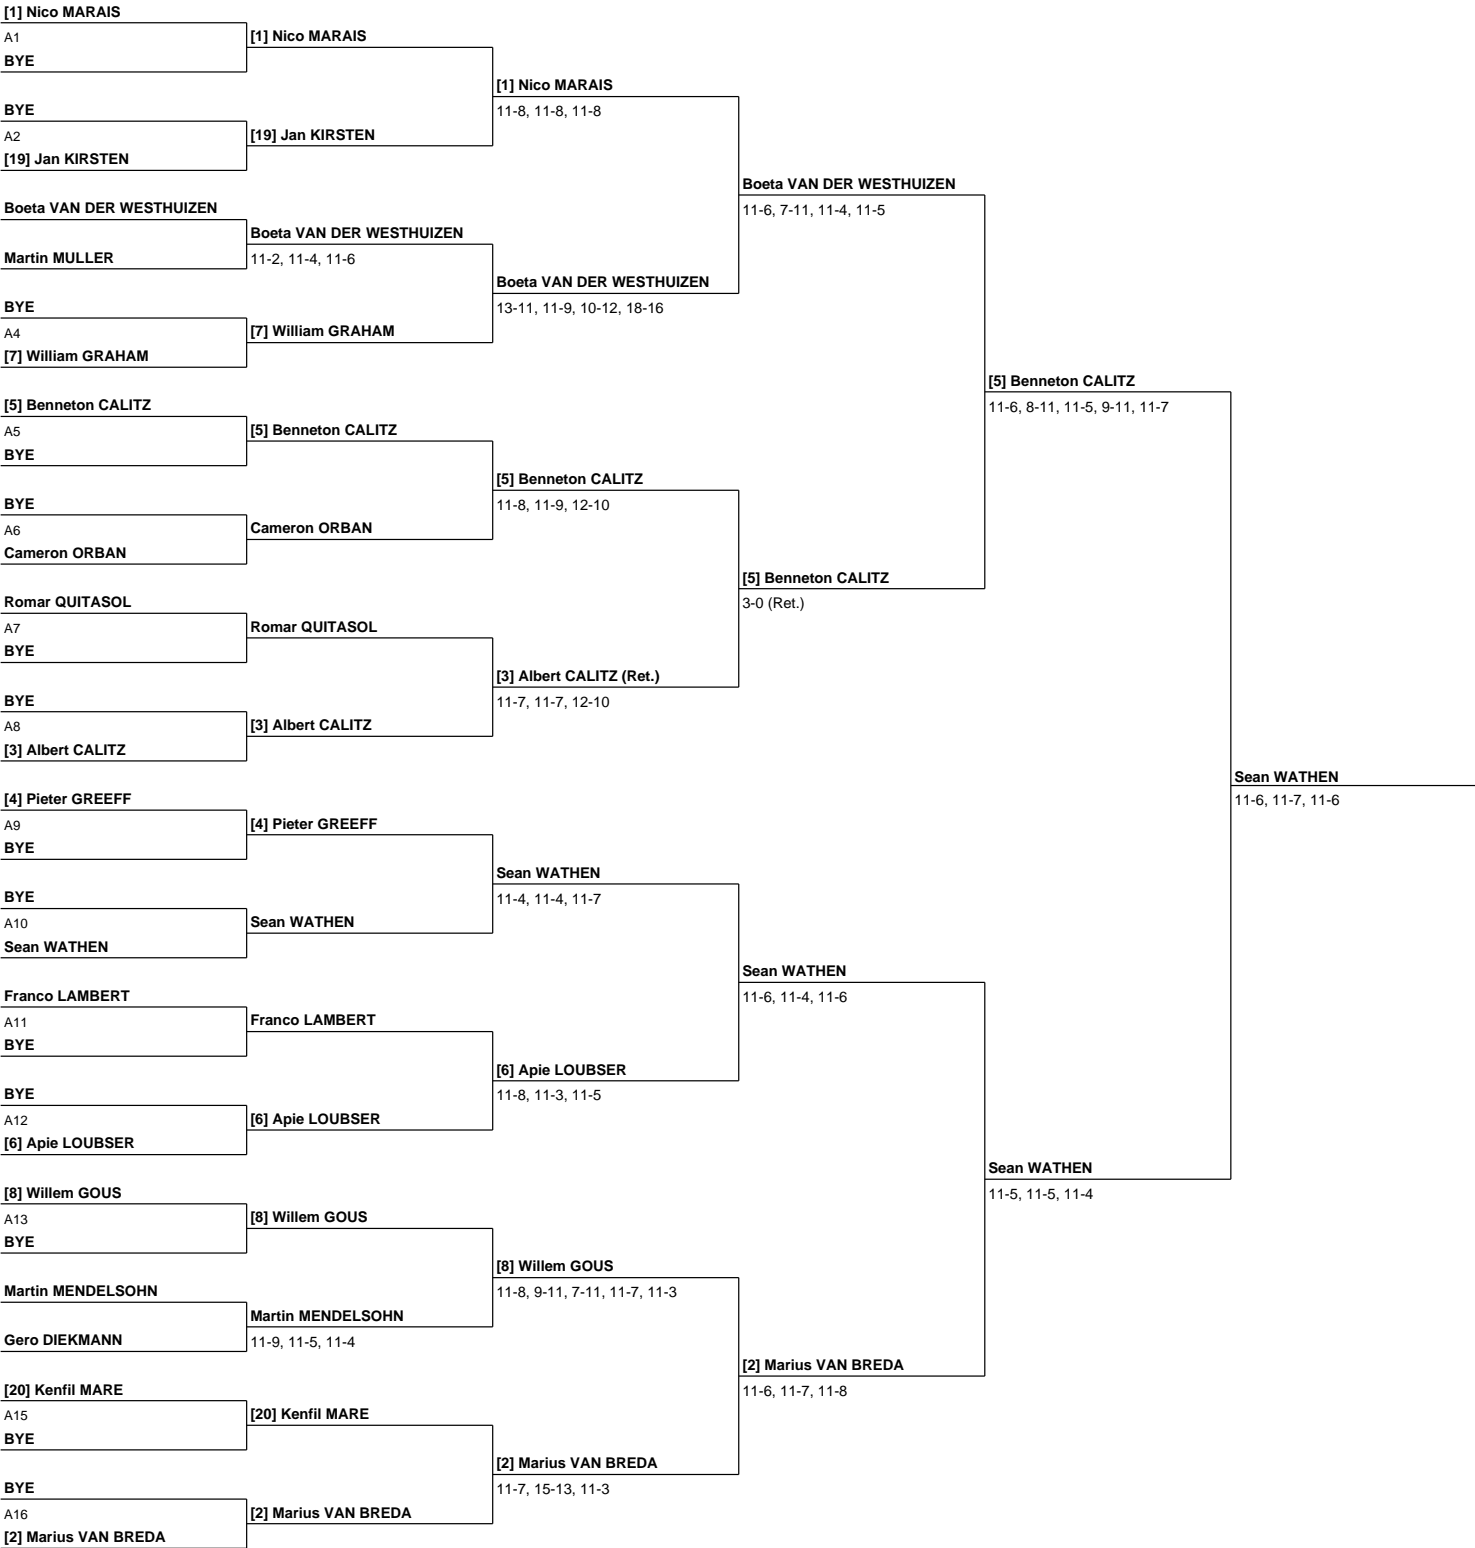 [1] Nico MARAIS
A1
BYE
BYE
A2
[19] Jan KIRSTEN
Boeta VAN DER WESTHUIZEN
Martin MULLER
BYE
A4
[7] William GRAHAM
[5] Benneton CALITZ
A5
BYE
BYE
A6
Cameron ORBAN
Romar QUITASOL
A7
BYE
BYE
A8
[3] Albert CALITZ
[4] Pieter GREEFF
A9
BYE
BYE
A10
Sean WATHEN
Franco LAMBERT
A11
BYE
BYE
A12
[6] Apie LOUBSER
[8] Willem GOUS
A13
BYE
Martin MENDELSOHN
Gero DIEKMANN
[20] Kenfil MARE
A15
BYE
BYE
A16
[2] Marius VAN BREDA
[1] Nico MARAIS
[19] Jan KIRSTEN
Boeta VAN DER WESTHUIZEN
11-2, 11-4, 11-6
[7] William GRAHAM
[5] Benneton CALITZ
Cameron ORBAN
Romar QUITASOL
[3] Albert CALITZ
[4] Pieter GREEFF
Sean WATHEN
Franco LAMBERT
[6] Apie LOUBSER
[8] Willem GOUS
Martin MENDELSOHN
11-9, 11-5, 11-4
[20] Kenfil MARE
[2] Marius VAN BREDA
[1] Nico MARAIS
11-8, 11-8, 11-8
Boeta VAN DER WESTHUIZEN
13-11, 11-9, 10-12, 18-16
[5] Benneton CALITZ
11-8, 11-9, 12-10
[3] Albert CALITZ (Ret.)
11-7, 11-7, 12-10
Sean WATHEN
11-4, 11-4, 11-7
[6] Apie LOUBSER
11-8, 11-3, 11-5
[8] Willem GOUS
11-8, 9-11, 7-11, 11-7, 11-3
[2] Marius VAN BREDA
11-7, 15-13, 11-3
Boeta VAN DER WESTHUIZEN
11-6, 7-11, 11-4, 11-5
[5] Benneton CALITZ
3-0 (Ret.)
Sean WATHEN
11-6, 11-4, 11-6
[2] Marius VAN BREDA
11-6, 11-7, 11-8
[5] Benneton CALITZ
11-6, 8-11, 11-5, 9-11, 11-7
Sean WATHEN
11-5, 11-5, 11-4
Sean WATHEN
11-6, 11-7, 11-6